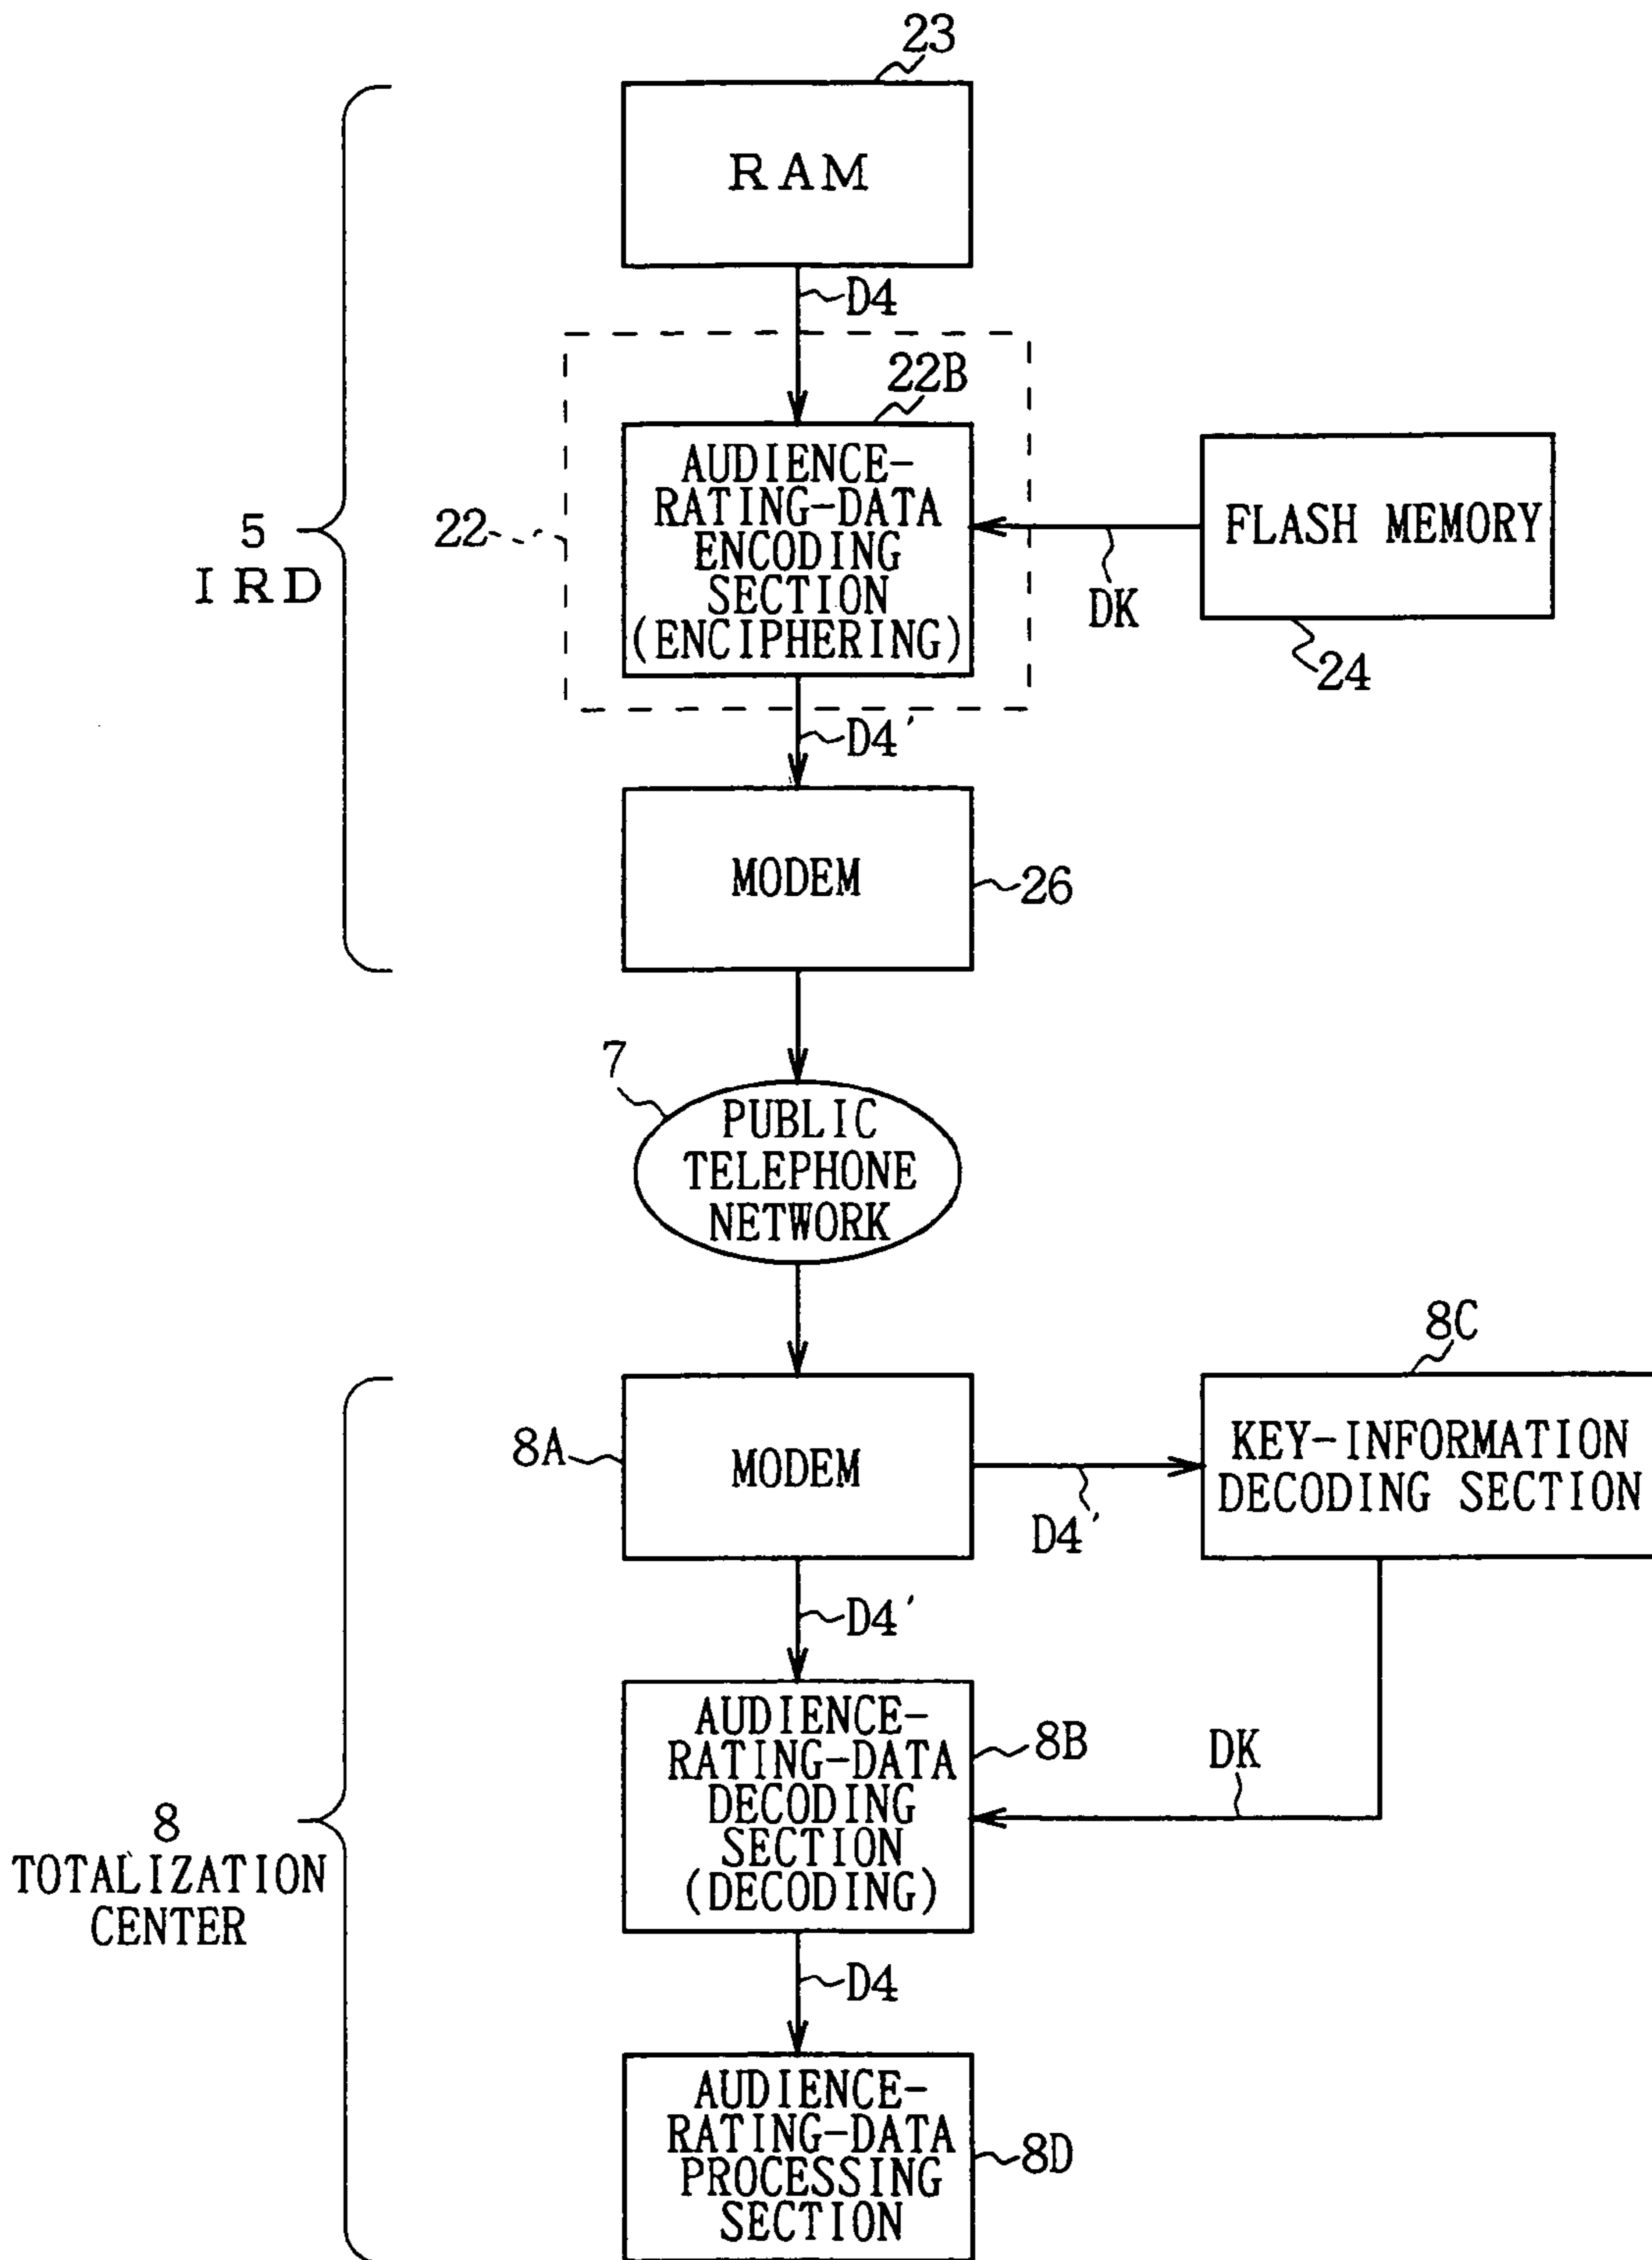 23
RAM
D4
22B
AUDIENCE-
RATING-DATA
ENCODING
SECTION
(ENCIPHERING)
22
FLASH MEMORY
DK
24
5
IRD
D4'
MODEM
26
7
PUBLIC
TELEPHONE
NETWORK
8C
8A
MODEM
KEY-INFORMATION
DECODING SECTION
D4'
D4'
AUDIENCE-
RATING-DATA
DECODING
SECTION
(DECODING)
8B
DK
8
TOTALIZATION
CENTER
D4
AUDIENCE-
RATING-DATA
PROCESSING
SECTION
8D